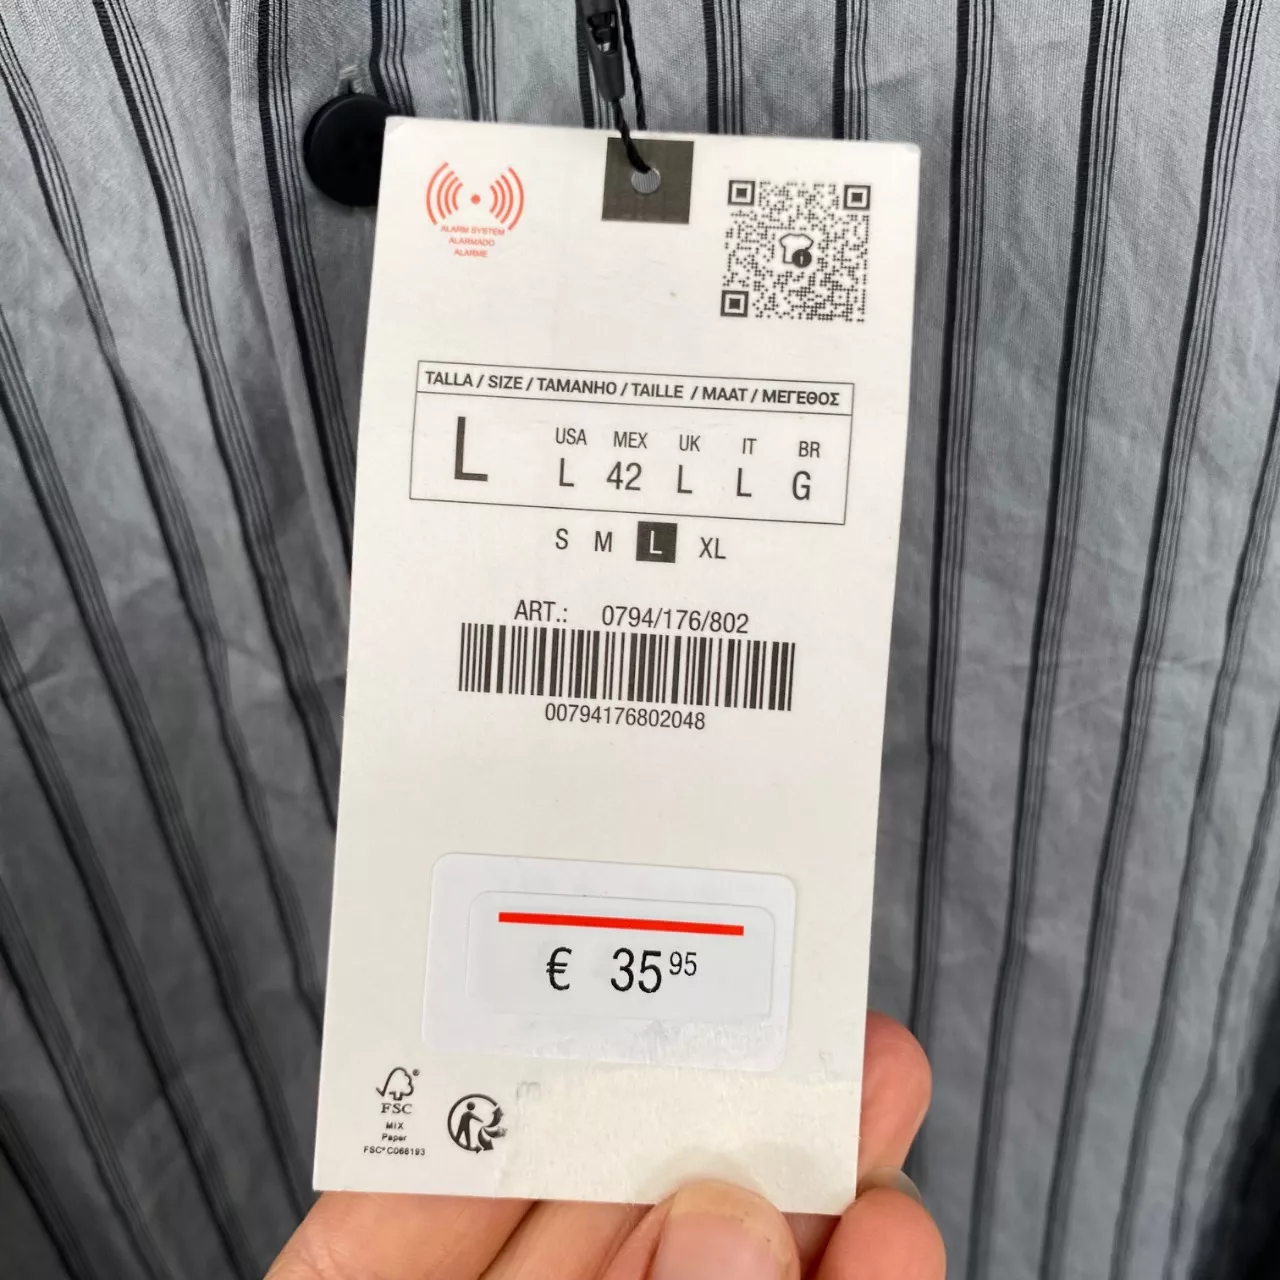 ALARM SYSTEM
ALARMADO
ALARME
TALLA / SIZE / TAMANHO / TAILLE / MAAT / ΜΕΓΕΘΟΣ
L
USA MEX UK IT BR
L 42 L L G
S M L XL
ART.: 0794/176/802
00794176802048
€ 35 95
FSC
MIX
Paper
FSC® C068193